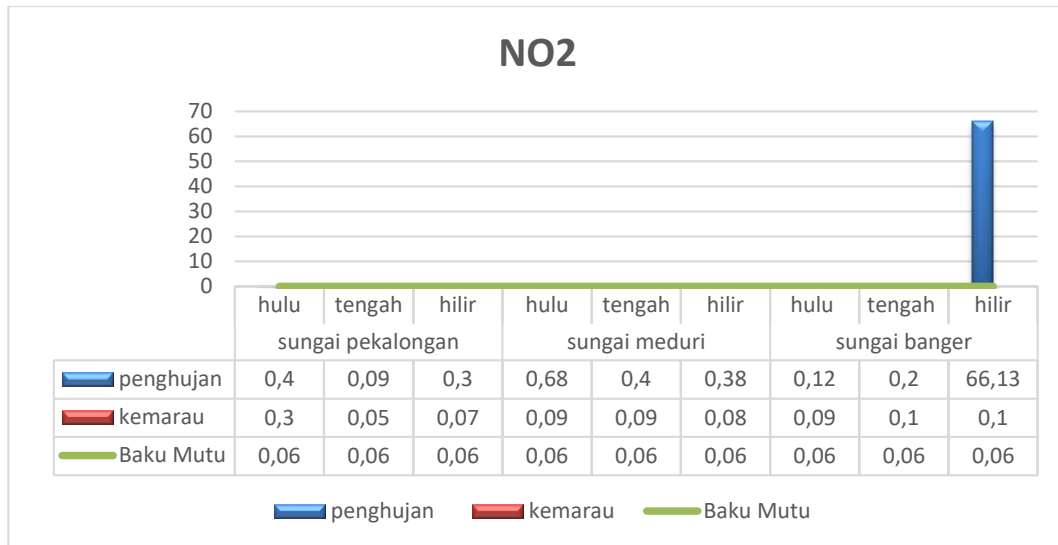 NO2
70
60
50
40
30
20
10
0
hulu tengah hilir hulu tengah hilir hulu tengah hilir
sungai pekalongan sungai meduri sungai banger
penghujan 0,4 0,09 0,3 0,68 0,4 0,38 0,12 0,2 66,13
kemarau 0,3 0,05 0,07 0,09 0,09 0,08 0,09 0,1 0,1
Baku Mutu 0,06 0,06 0,06 0,06 0,06 0,06 0,06 0,06 0,06
penghujan kemarau Baku Mutu